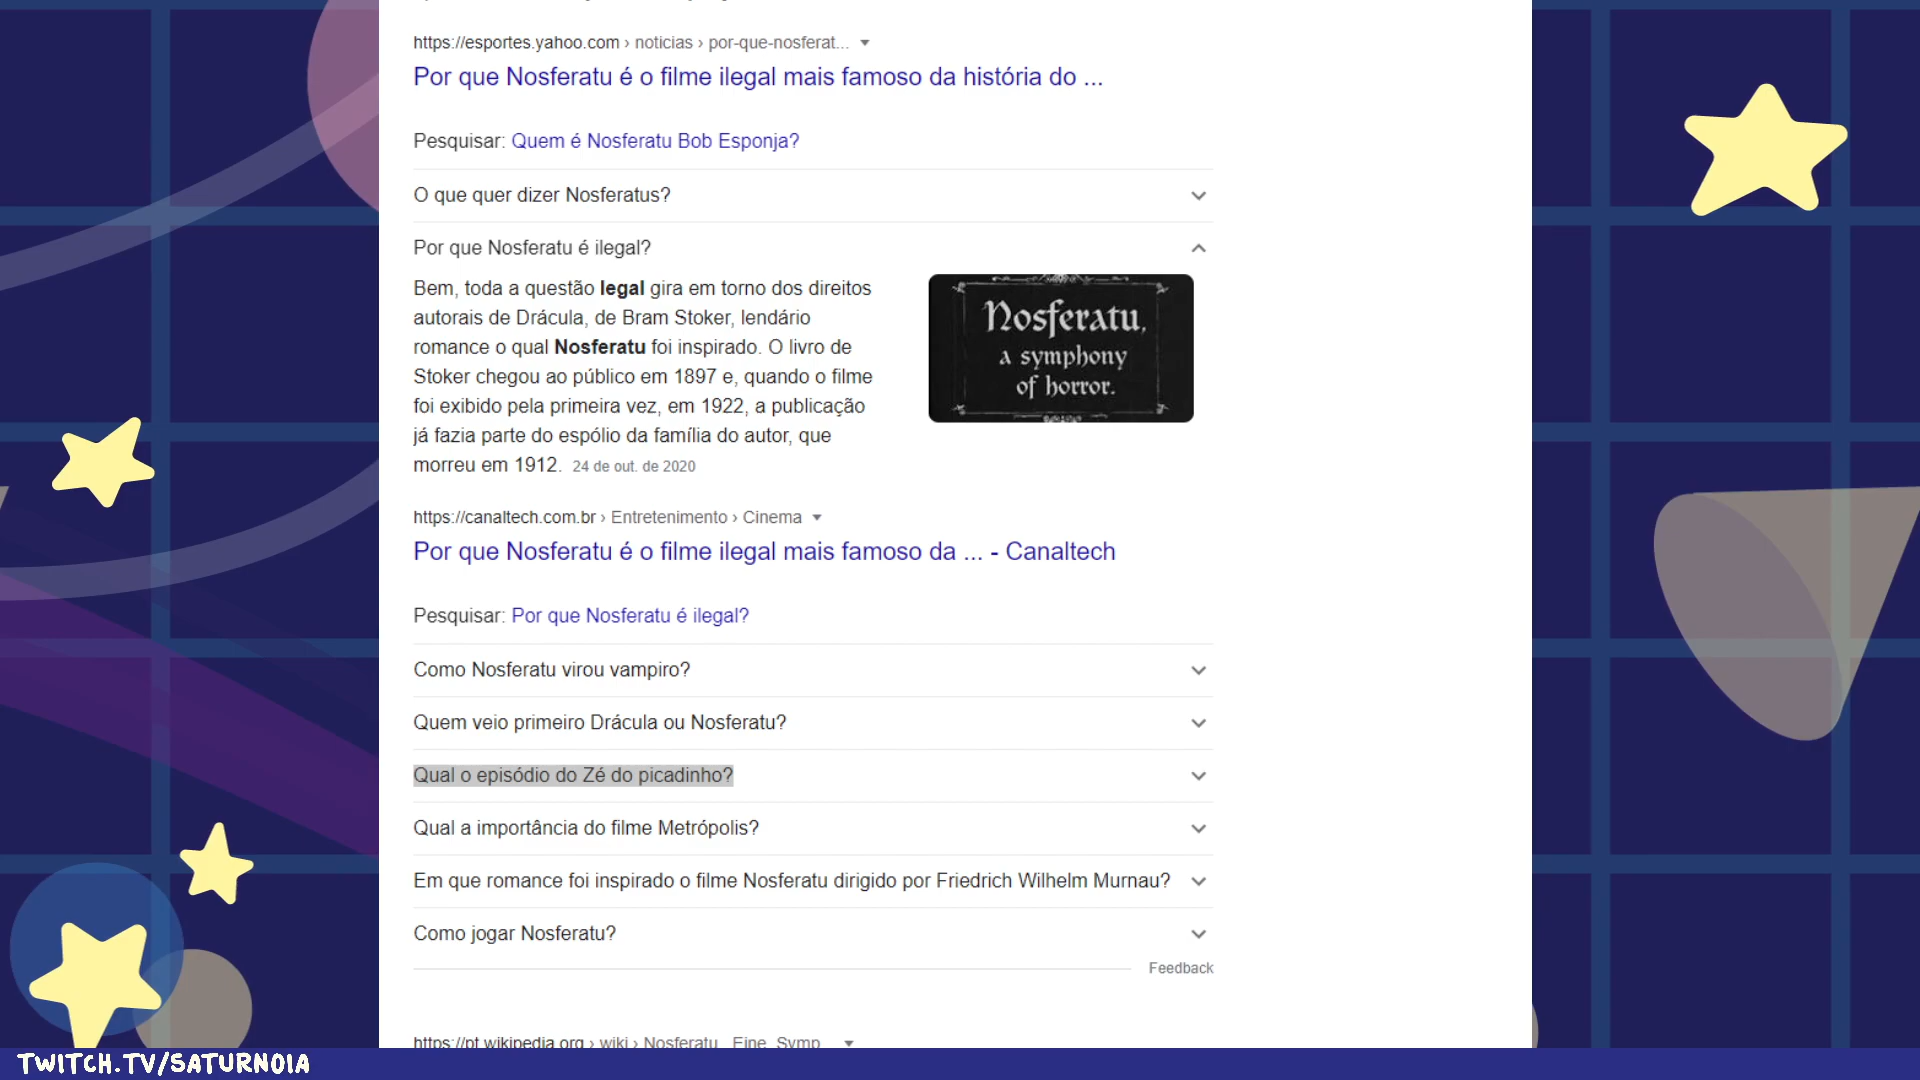 https://esportes.yahoo.com › noticias › por-que-nosferat...
Por que Nosferatu é o filme ilegal mais famoso da história do ...
Pesquisar: Quem é Nosferatu Bob Esponja?
O que quer dizer Nosferatus?
Por que Nosferatu é ilegal?
Bem, toda a questão legal gira em torno dos direitos
autorais de Drácula, de Bram Stoker, lendário
romance o qual Nosferatu foi inspirado. O livro de
Stoker chegou ao público em 1897 e, quando o filme
foi exibido pela primeira vez, em 1922, a publicação
já fazia parte do espólio da família do autor, que
morreu em 1912. 24 de out. de 2020
Nosferatu,
a symphony
of horror.
https://canaltech.com.br › Entretenimento › Cinema
Por que Nosferatu é o filme ilegal mais famoso da ... - Canaltech
Pesquisar: Por que Nosferatu é ilegal?
Como Nosferatu virou vampiro?
Quem veio primeiro Drácula ou Nosferatu?
Qual o episódio do Zé do picadinho?
Qual a importância do filme Metrópolis?
Em que romance foi inspirado o filme Nosferatu dirigido por Friedrich Wilhelm Murnau?
Como jogar Nosferatu?
Feedback
https://pt.wikipedia.org › wiki › Nosferatu,_Eine_Symp...
TWITCH.TV/SATURNOIA